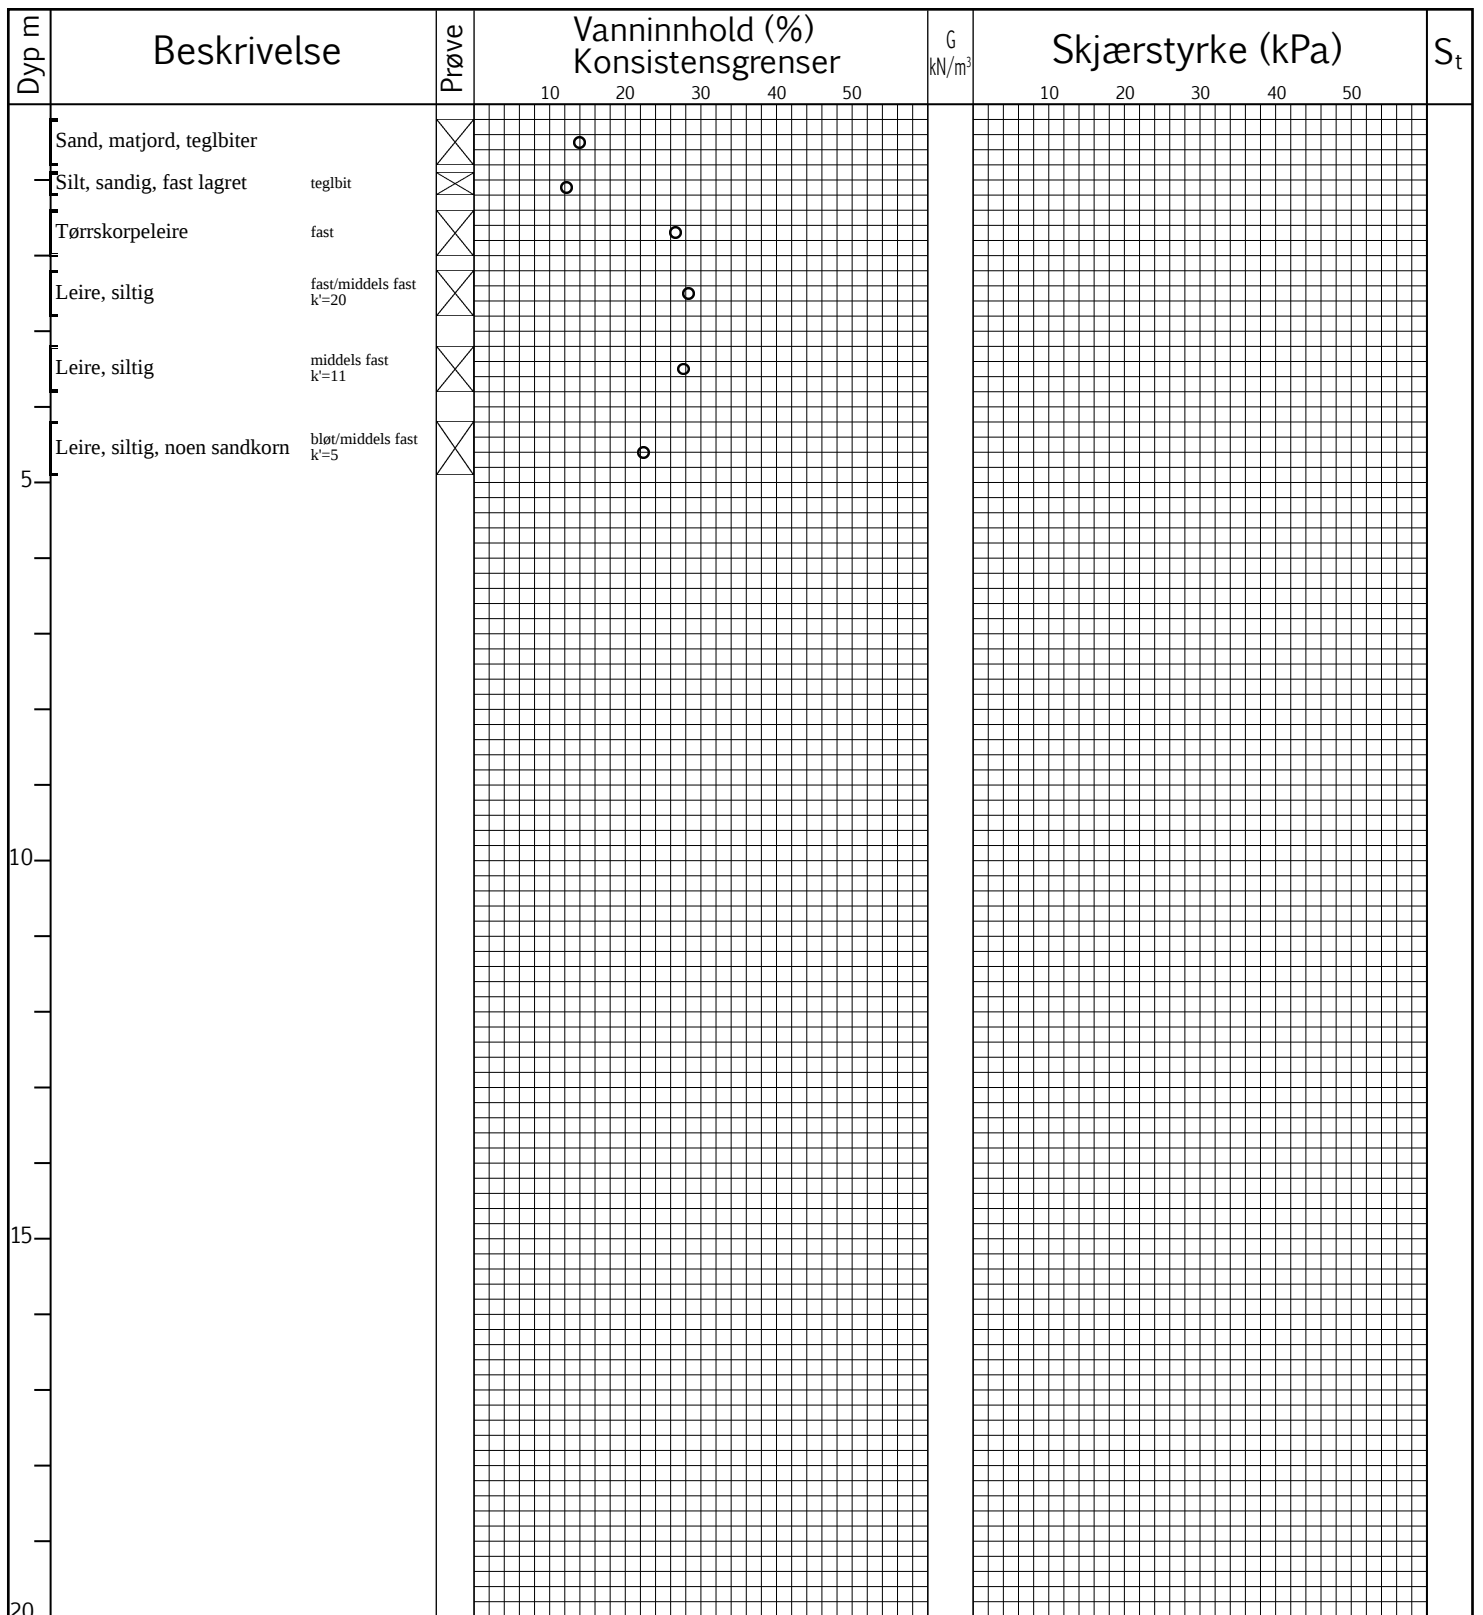 Dyp m
Beskrivelse
Prøve
Vanninnhold (%)
Konsistensgrenser
10 20 30 40 50
G
kN/m³
Skjærstyrke (kPa)
10 20 30 40 50
Sₜ
Sand, matjord, teglbiter
Silt, sandig, fast lagret teglbit
Tørrskorpeleire fast
Leire, siltig fast/middels fast
k'=20
Leire, siltig middels fast
k'=11
Leire, siltig, noen sandkorn bløt/middels fast
k'=5
5
10
15
20